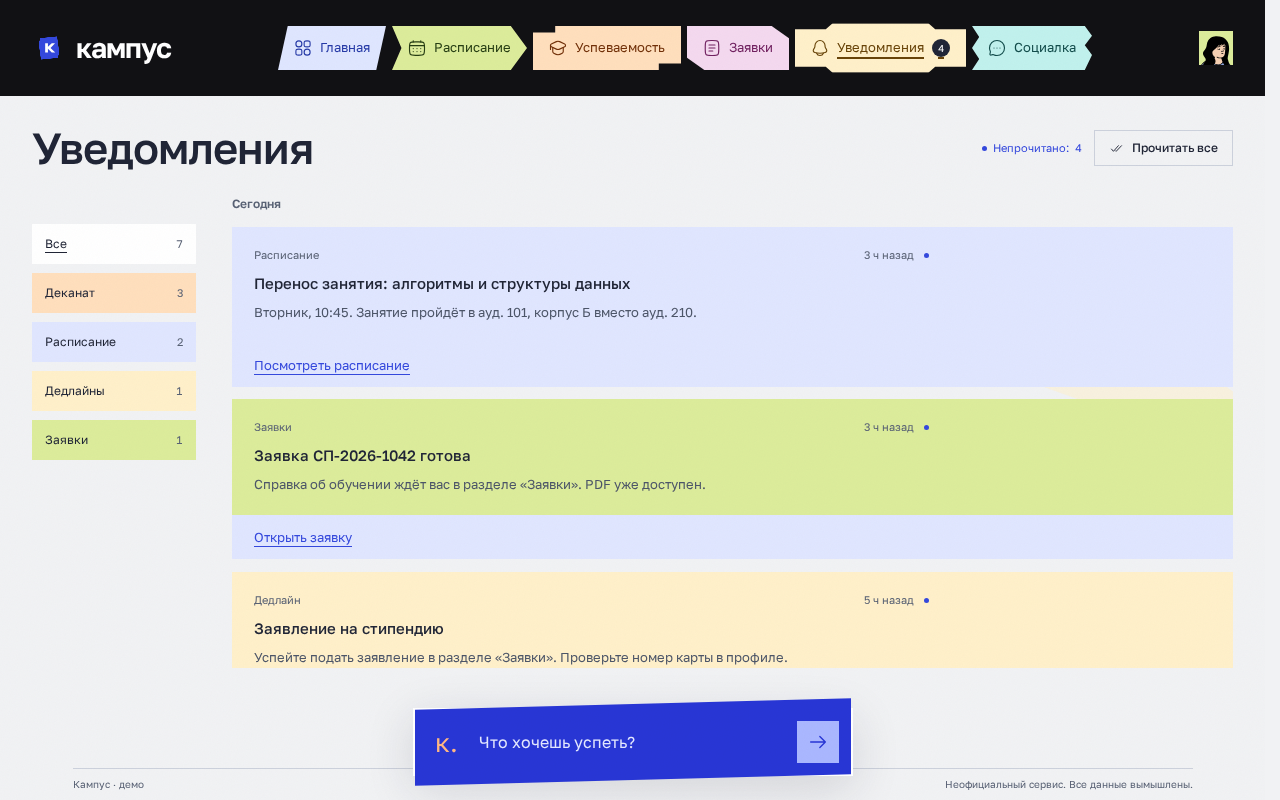 К кампус
Главная
Расписание
Успеваемость
Заявки
Уведомления 4
Социалка
Уведомления
Непрочитано: 4
Прочитать все
Все 7
Деканат 3
Расписание 2
Дедлайны 1
Заявки 1
Сегодня
Расписание 3 ч назад
Перенос занятия: алгоритмы и структуры данных
Вторник, 10:45. Занятие пройдёт в ауд. 101, корпус Б вместо ауд. 210.
Посмотреть расписание
Заявки 3 ч назад
Заявка СП-2026-1042 готова
Справка об обучении ждёт вас в разделе «Заявки». PDF уже доступен.
Открыть заявку
Дедлайн 5 ч назад
Заявление на стипендию
Успейте подать заявление в разделе «Заявки». Проверьте номер карты в профиле.
К. Что хочешь успеть?
Кампус · демо
Неофициальный сервис. Все данные вымышлены.